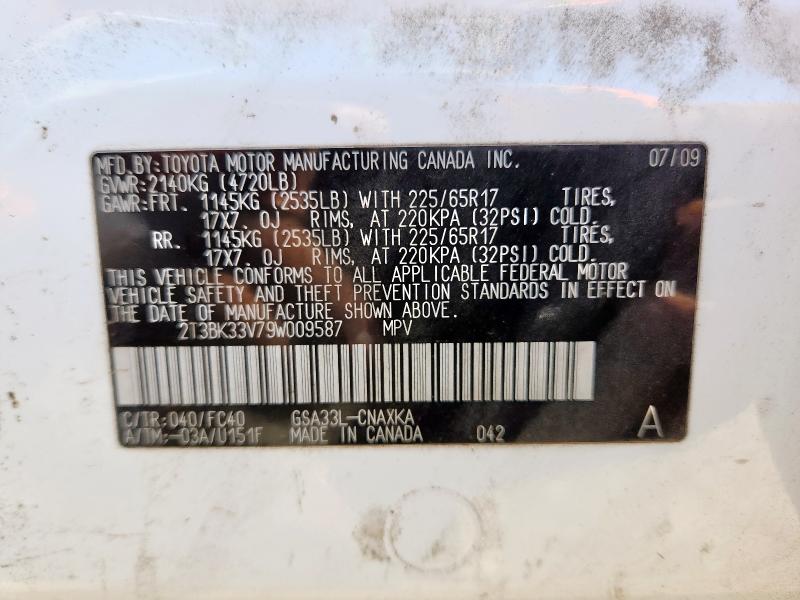 MFD.BY:TOYOTA MOTOR MANUFACTURING CANADA INC. 07/09
GVWR:2140KG (4720LB)
GAWR:FRT. 1145KG (2535LB) WITH 225/65R17 TIRES,
17X7.0J RIMS, AT 220KPA (32PSI) COLD.
RR. 1145KG (2535LB) WITH 225/65R17 TIRES,
17X7.0J RIMS, AT 220KPA (32PSI) COLD.
THIS VEHICLE CONFORMS TO ALL APPLICABLE FEDERAL MOTOR
VEHICLE SAFETY AND THEFT PREVENTION STANDARDS IN EFFECT ON
THE DATE OF MANUFACTURE SHOWN ABOVE.
2T3BK33V79W009587 MPV
C/TR:040/FC40 GSA33L-CNAXKA
A/TM:-03A/U151F MADE IN CANADA 042 A